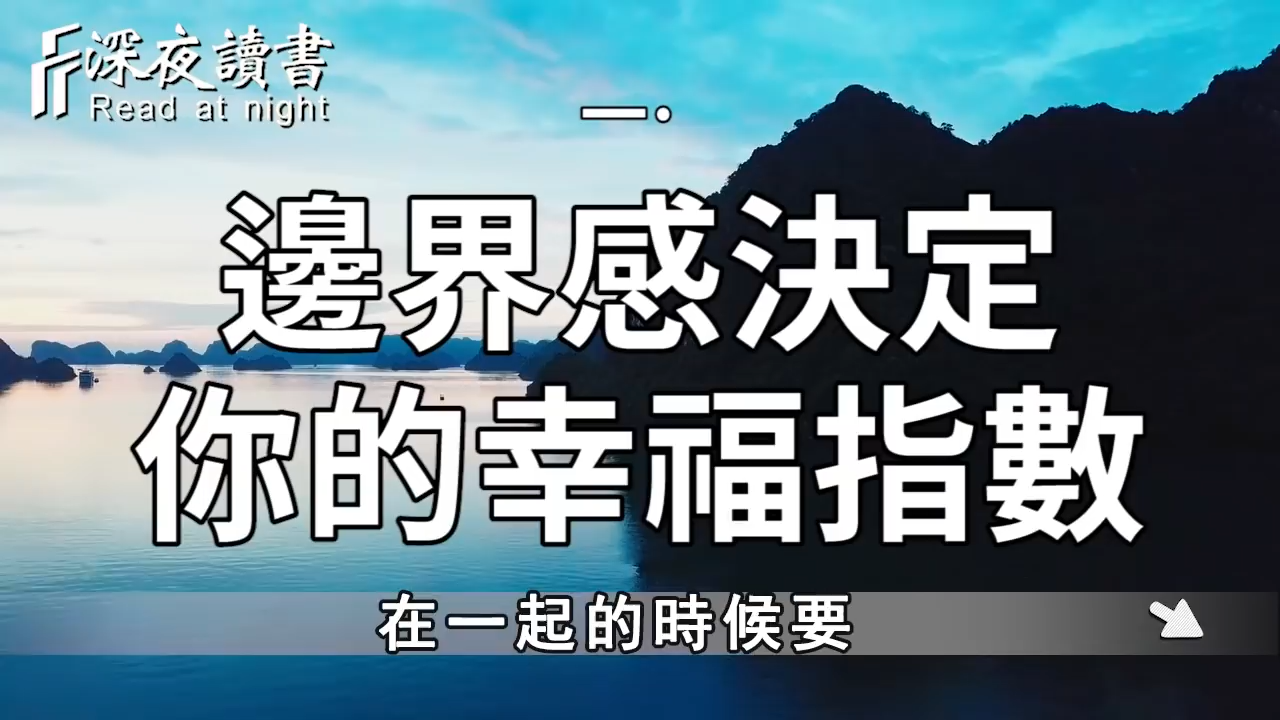 深夜讀書
Read at night
一.
邊界感決定
你的幸福指數
在一起的時候要